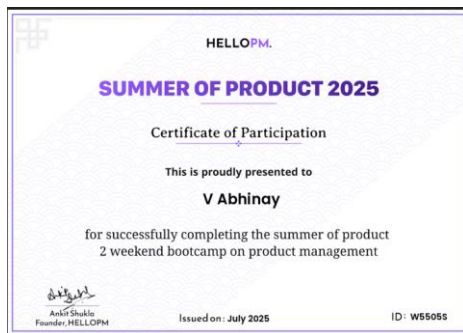 HELLOPM.
SUMMER OF PRODUCT 2025
Certificate of Participation
This is proudly presented to
V Abhinay
for successfully completing the summer of product
2 weekend bootcamp on product management
Ankit Shukla
Founder, HELLOPM
Issued on: July 2025
ID: W5505S